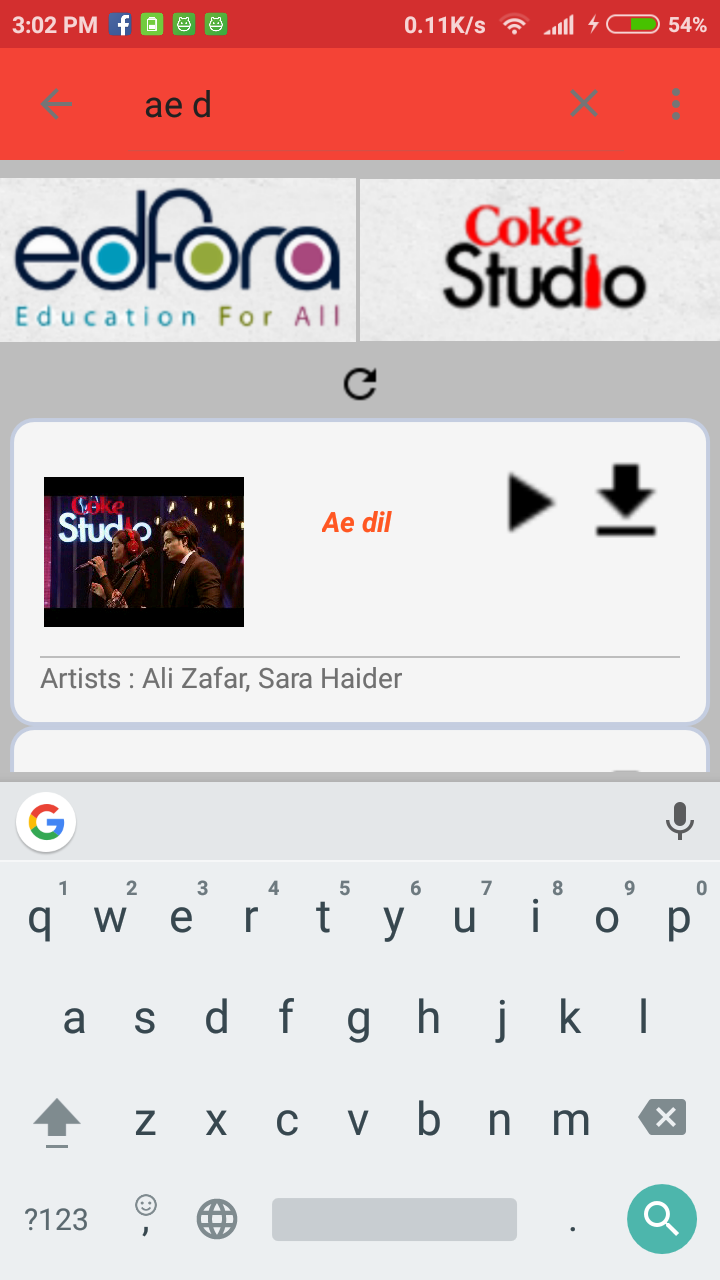 3:02 PM 0.11K/s 54%
ae d
edfora
Education For All
Coke
Studio
Coke
Studio
Ae dil
Artists : Ali Zafar, Sara Haider
G
1 2 3 4 5 6 7 8 9 0
q w e r t y u i o p
a s d f g h j k l
z x c v b n m
?123 , .